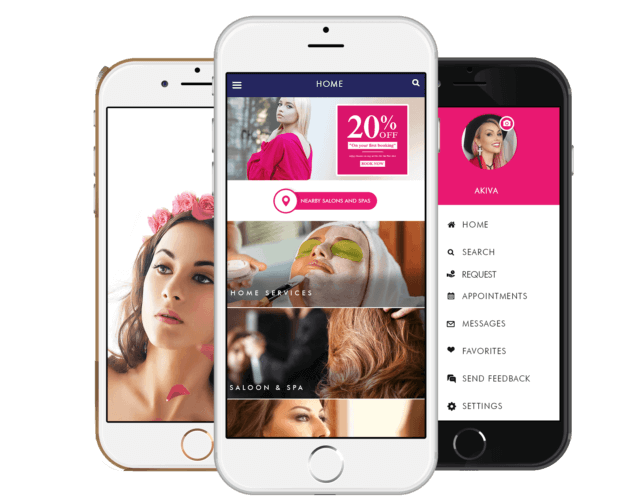 HOME
20%
OFF
"On your first booking"
BOOK NOW
NEARBY SALONS AND SPAS
HOME SERVICES
SALOON & SPA
AKIVA
HOME
SEARCH
REQUEST
APPOINTMENTS
MESSAGES
FAVORITES
SEND FEEDBACK
SETTINGS